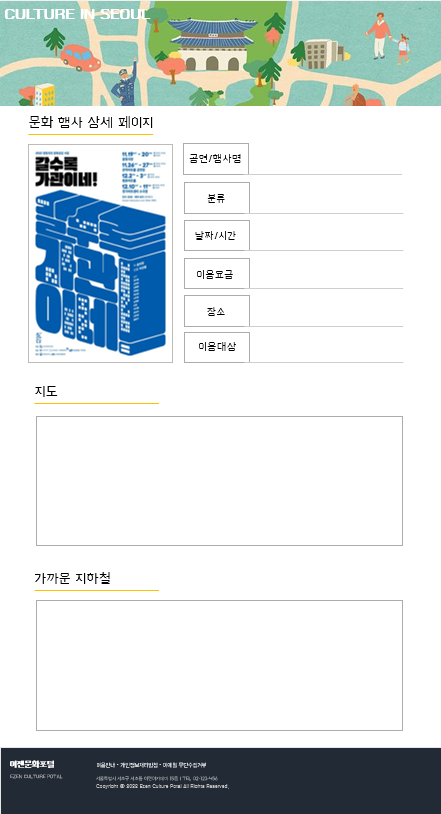 CULTURE IN SEOUL
문화 행사 상세 페이지
갈수록
가관이네!
11.19 - 20
11.26 - 27
12.2 - 3
12.10 - 11
공연/행사명
분류
날짜/시간
이용요금
장소
이용대상
지도
가까운 지하철
이젠문화포털
EZEN CULTURE POTAL
이용안내 · 개인정보처리방침 · 이메일 무단수집거부
Copyright © 2022 Ezen Culture Potal All Rights Reserved.